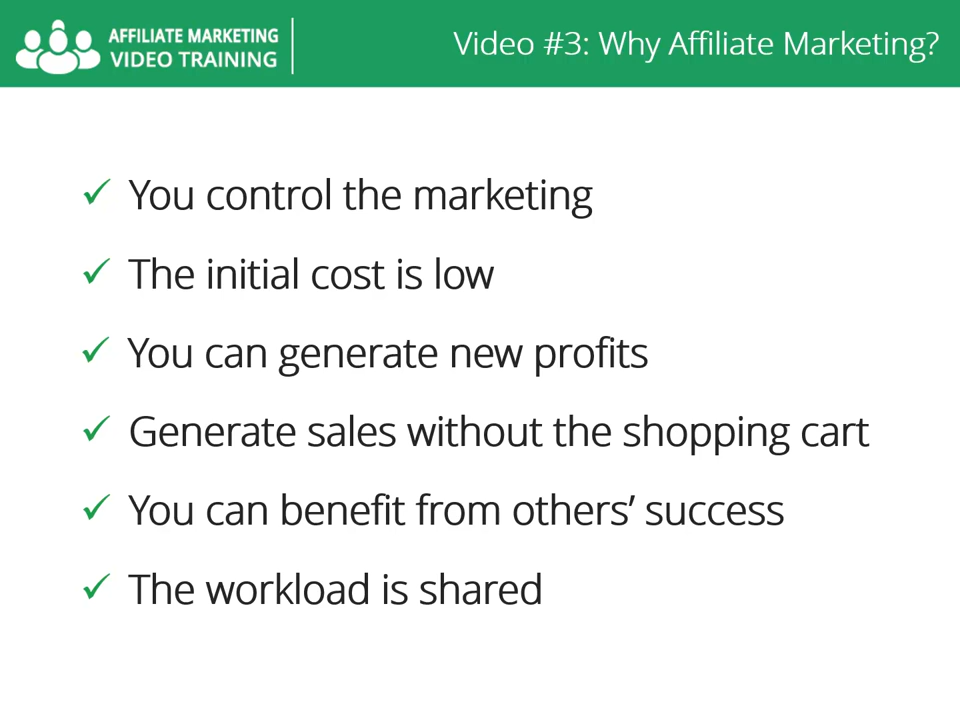 AFFILIATE MARKETING
VIDEO TRAINING
Video #3: Why Affiliate Marketing?
✓ You control the marketing
✓ The initial cost is low
✓ You can generate new profits
✓ Generate sales without the shopping cart
✓ You can benefit from others’ success
✓ The workload is shared